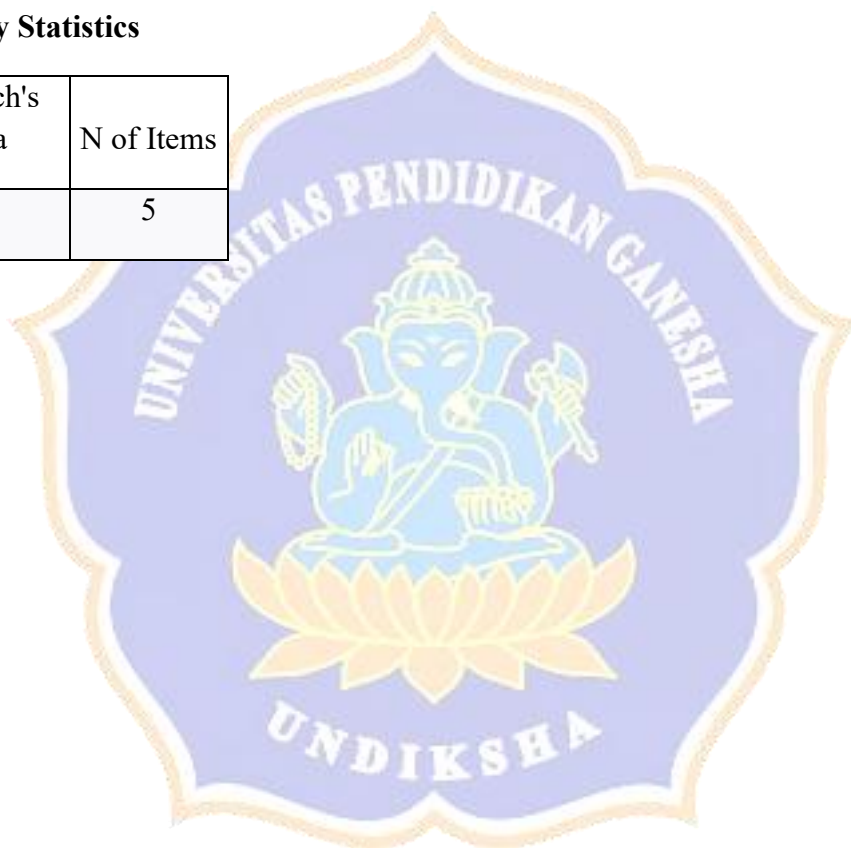 y Statistics
ch's
a
N of Items
5
UNIVERSITAS PENDIDIKAN GANESHA
UNDIKSHA